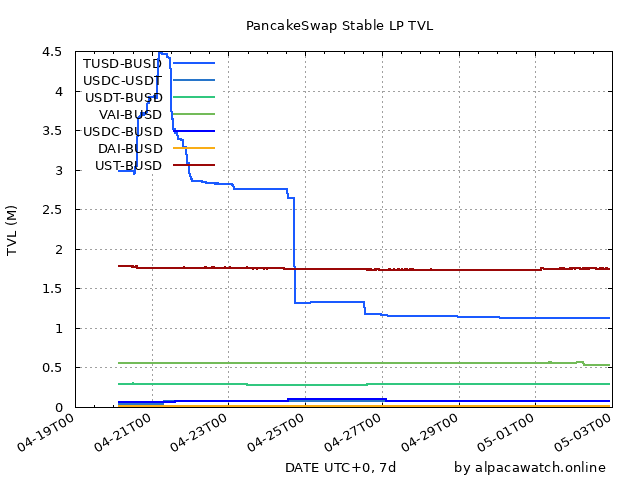 PancakeSwap Stable LP TVL
TVL (M)
4.5
4
3.5
3
2.5
2
1.5
1
0.5
0
TUSD-BUSD
USDC-USDT
USDT-BUSD
VAI-BUSD
USDC-BUSD
DAI-BUSD
UST-BUSD
04-19T00
04-21T00
04-23T00
04-25T00
04-27T00
04-29T00
05-01T00
05-03T00
DATE UTC+0, 7d
by alpacawatch.online